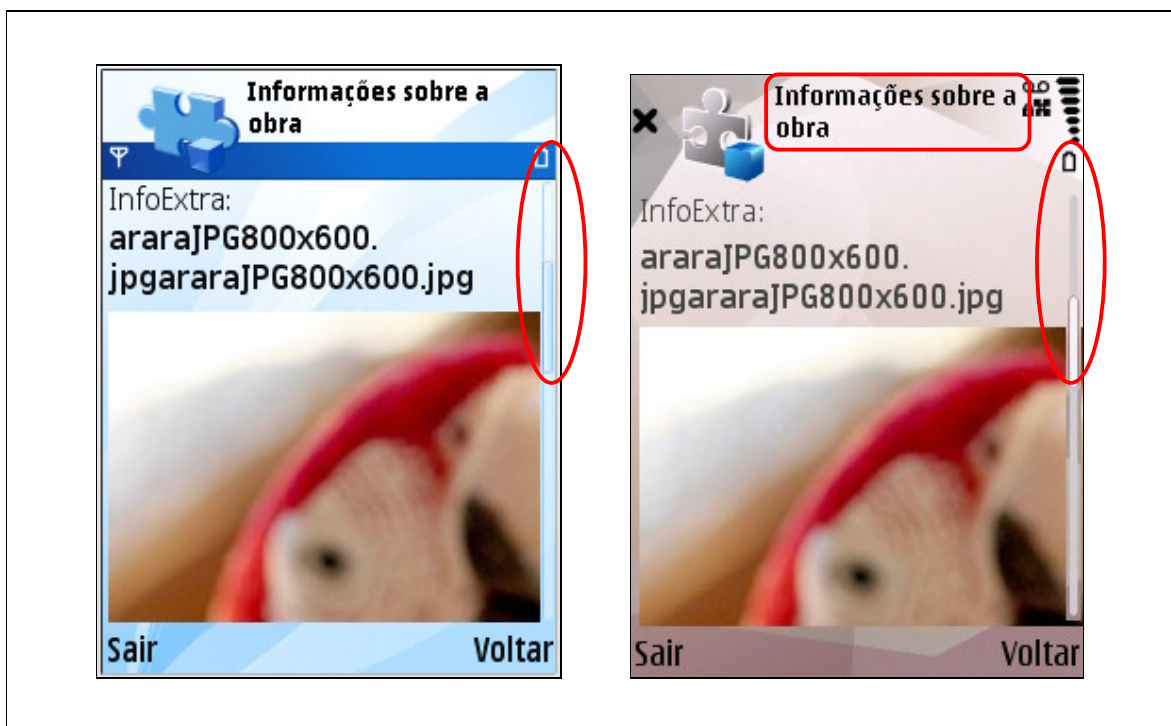 Informações sobre a
obra
InfoExtra:
araraJPG800x600.
jpgararaJPG800x600.jpg
Sair Voltar
Informações sobre a
obra
InfoExtra:
araraJPG800x600.
jpgararaJPG800x600.jpg
Sair Voltar